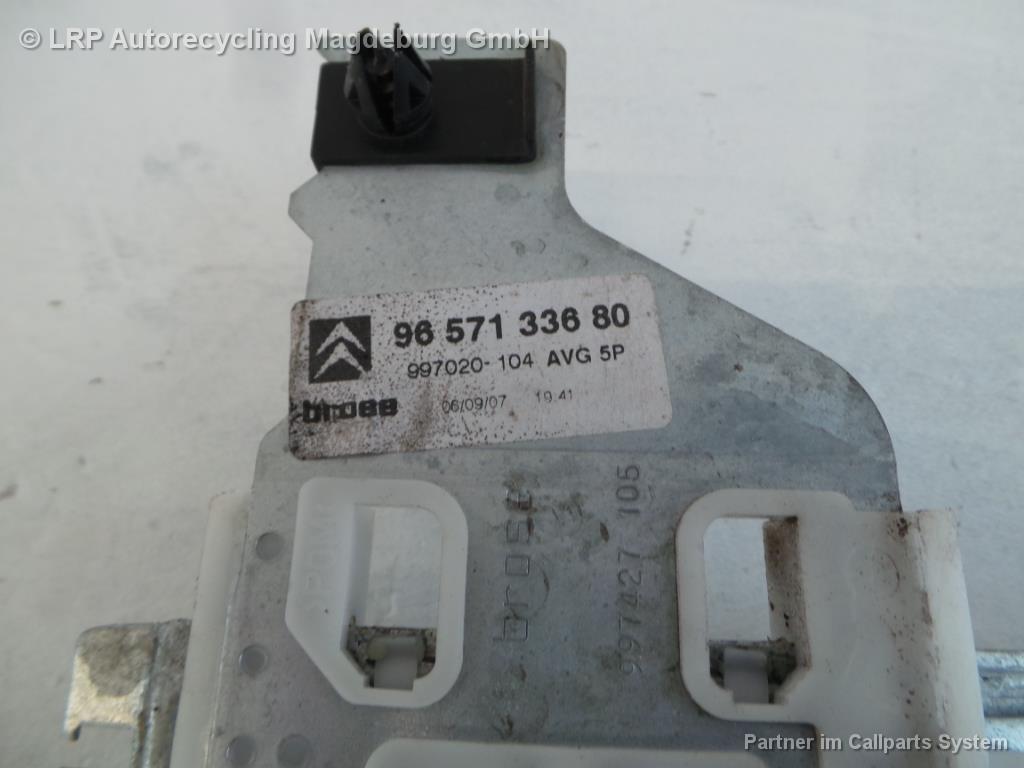 © LRP Autorecycling Magdeburg GmbH
96 571 336 80
997020-104 AVG 5P
brose 06/09/07 19:41
brose
997427 105
Partner im Callparts System